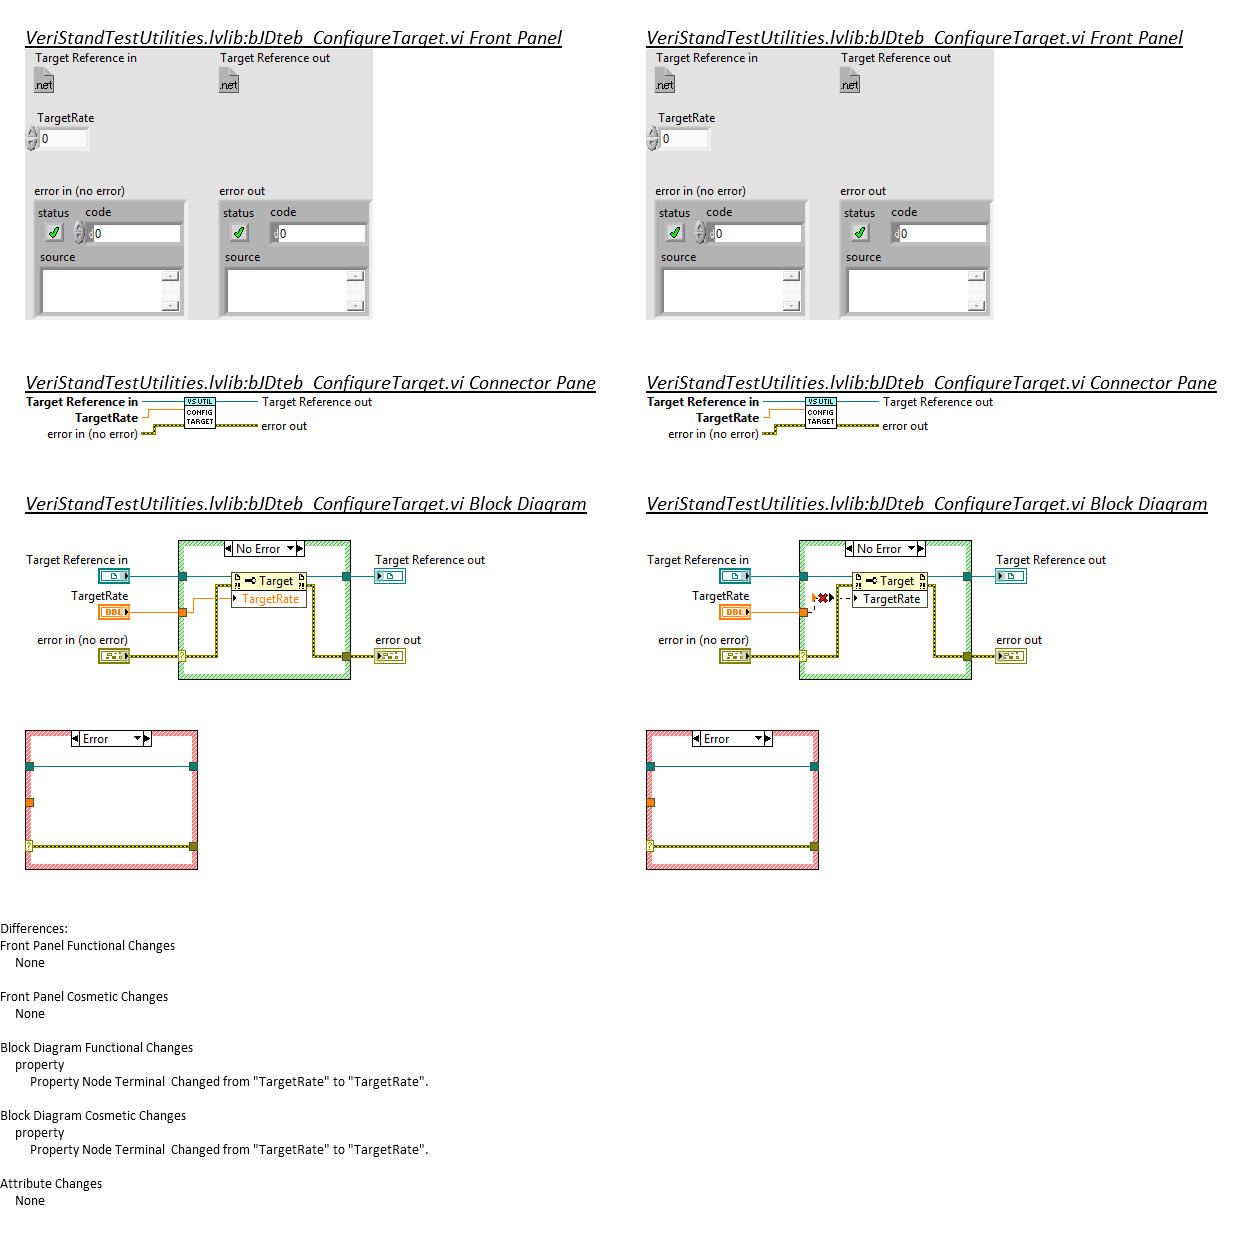 VeriStandTestUtilities.lvlib:bJDteb_ConfigureTarget.vi Front Panel
Target Reference in
Target Reference out
.net
.net
TargetRate
0
error in (no error)
error out
status
code
status
code
d
0
d
0
source
source
VeriStandTestUtilities.lvlib:bJDteb_ConfigureTarget.vi Front Panel
Target Reference in
Target Reference out
.net
.net
TargetRate
0
error in (no error)
error out
status
code
status
code
d
0
d
0
source
source
VeriStandTestUtilities.lvlib:bJDteb_ConfigureTarget.vi Connector Pane
Target Reference in
VS UTIL
Target Reference out
CONFIG
TargetRate
TARGET
error in (no error)
error out
VeriStandTestUtilities.lvlib:bJDteb_ConfigureTarget.vi Connector Pane
Target Reference in
VS UTIL
Target Reference out
CONFIG
TargetRate
TARGET
error in (no error)
error out
VeriStandTestUtilities.lvlib:bJDteb_ConfigureTarget.vi Block Diagram
No Error
Target Reference in
Target Reference out
Target
TargetRate
TargetRate
DBL
error in (no error)
error out
?
Error
?
VeriStandTestUtilities.lvlib:bJDteb_ConfigureTarget.vi Block Diagram
No Error
Target Reference in
Target Reference out
Target
TargetRate
TargetRate
DBL
error in (no error)
error out
?
Error
?
Differences:
Front Panel Functional Changes
None
Front Panel Cosmetic Changes
None
Block Diagram Functional Changes
property
Property Node Terminal  Changed from "TargetRate" to "TargetRate".
Block Diagram Cosmetic Changes
property
Property Node Terminal  Changed from "TargetRate" to "TargetRate".
Attribute Changes
None